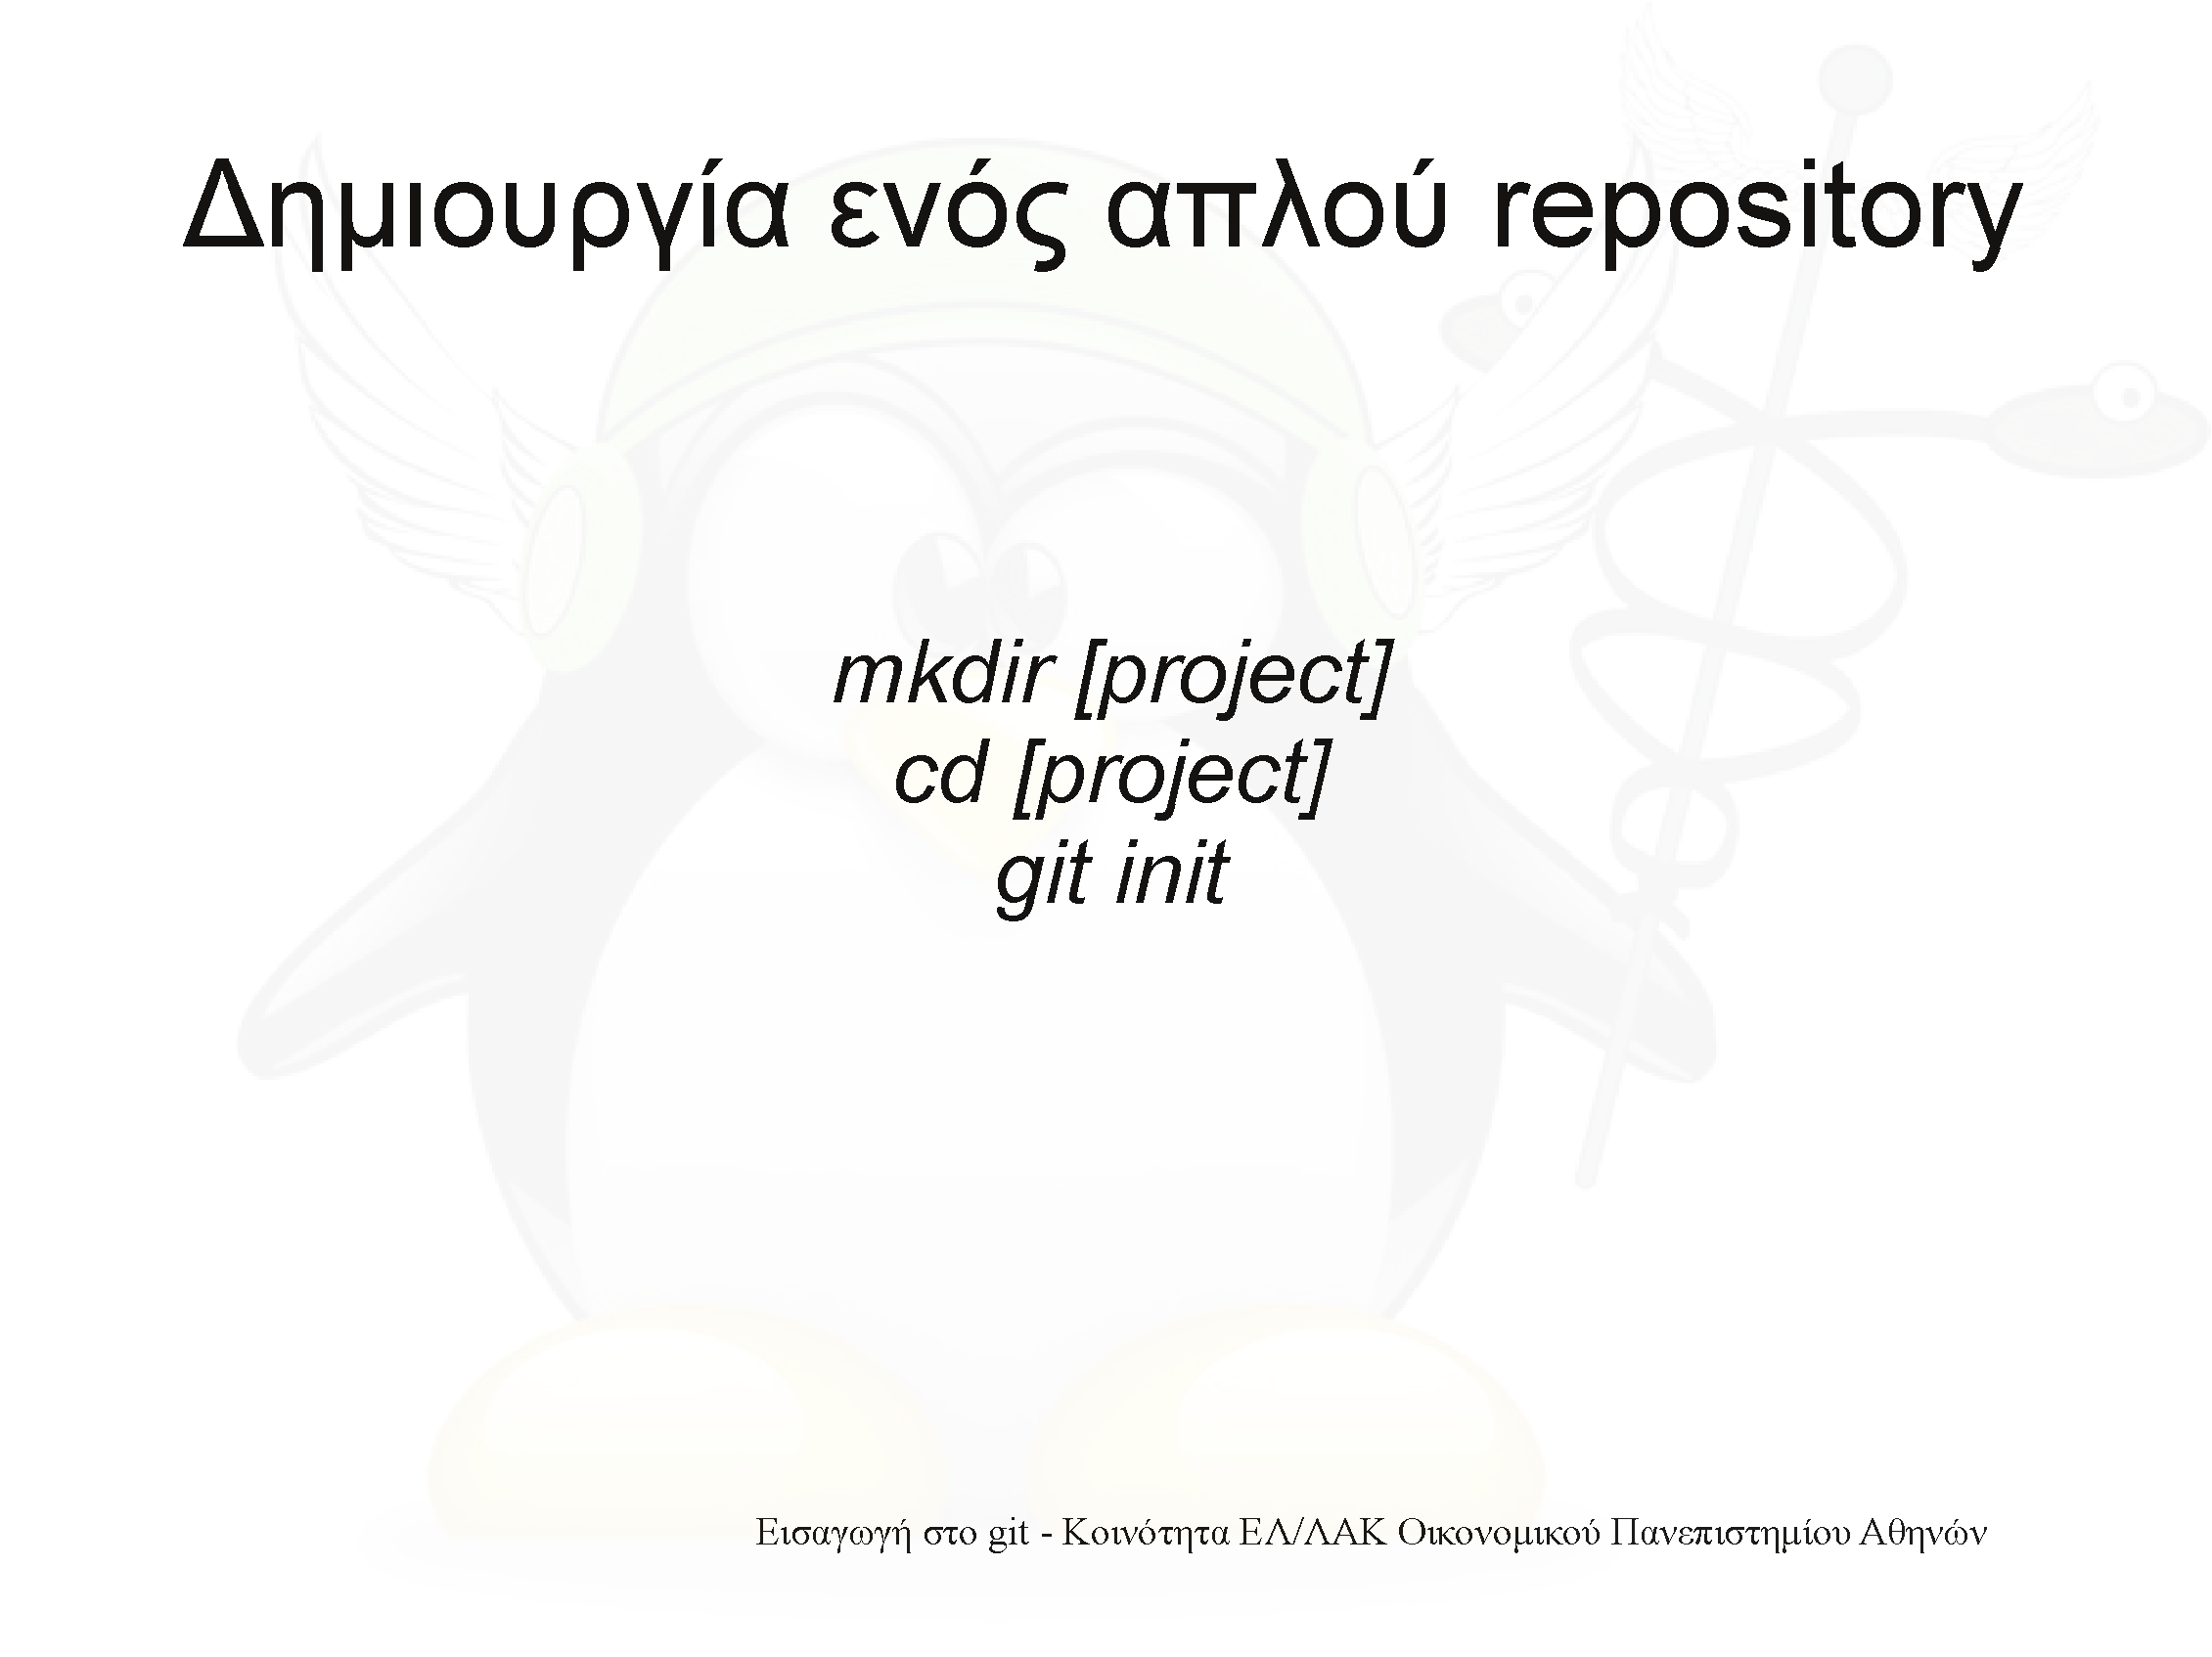 Δημιουργία ενός απλού repository
mkdir [project]
cd [project]
git init
Εισαγωγή στο git - Κοινότητα ΕΛ/ΛΑΚ Οικονομικού Πανεπιστημίου Αθηνών